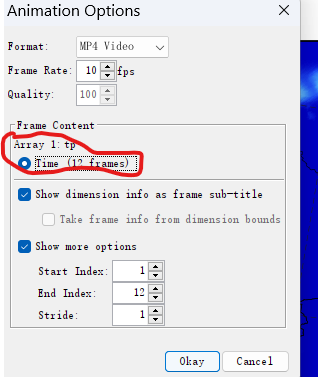 Animation Options
Format: MP4 Video
Frame Rate: 10 fps
Quality: 100
Frame Content
Array 1: tp
Time (12 frames)
Show dimension info as frame sub-title
Take frame info from dimension bounds
Show more options
Start Index: 1
End Index: 12
Stride: 1
Okay Cancel